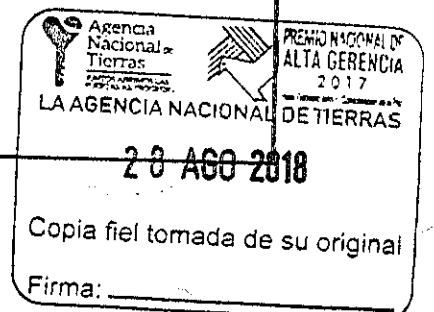 Agencia
Nacional de
Tierras
PREMIO NACIONAL DE
ALTA GERENCIA
2017
LA AGENCIA NACIONAL DE TIERRAS
28 AGO 2018
Copia fiel tomada de su original
Firma: